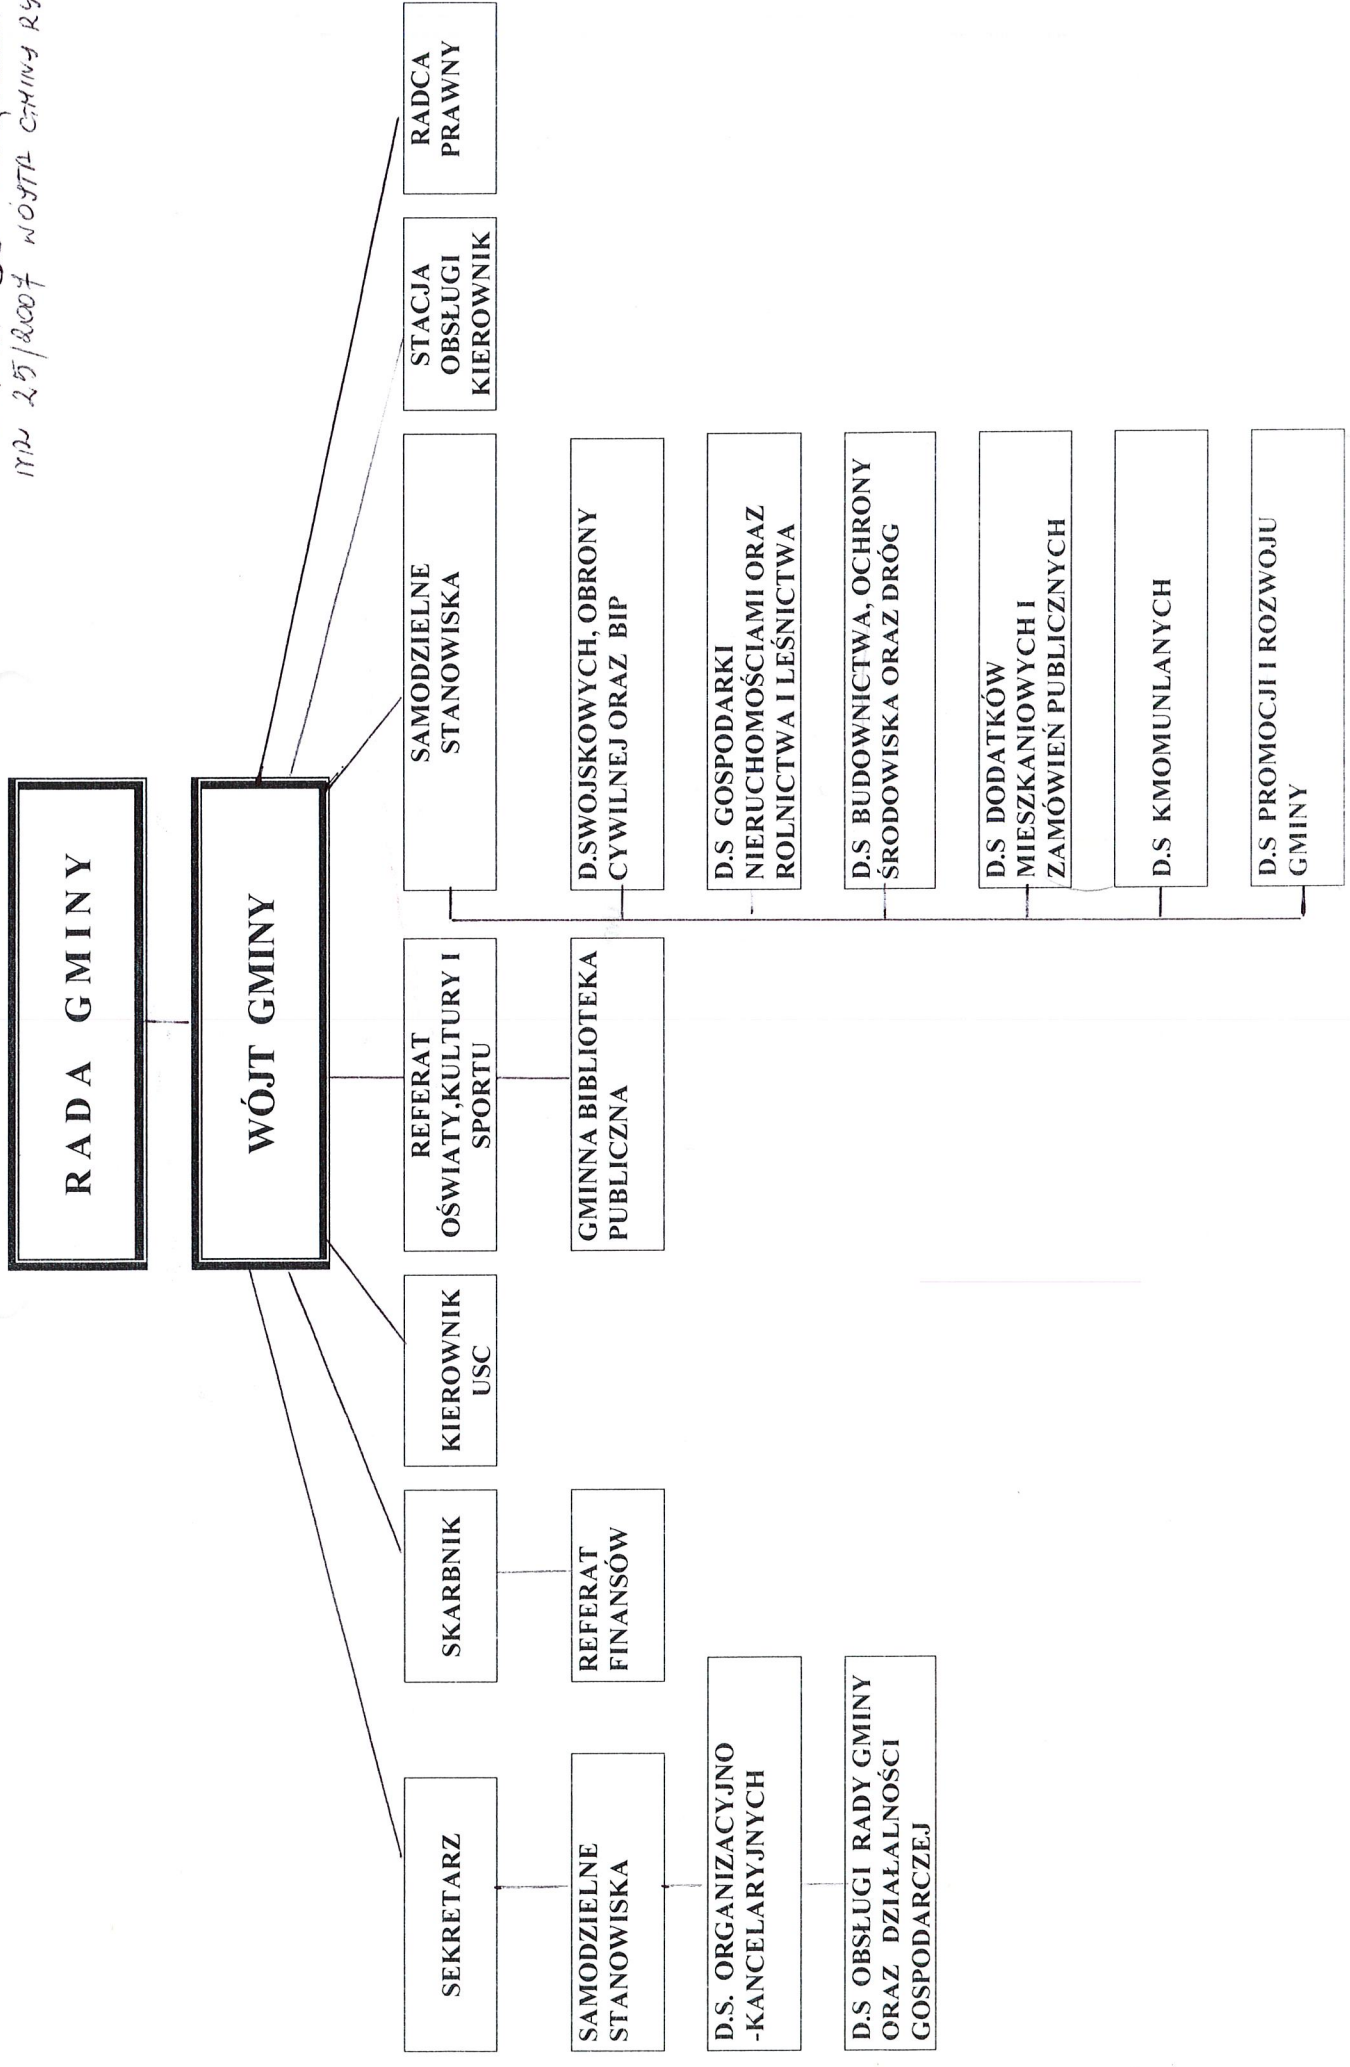 25/2007 WÓJTA GMINY
RADA GMINY
WÓJT GMINY
SEKRETARZ
SKARBNIK
KIEROWNIK
USC
REFERAT
OŚWIATY,KULTURY I
SPORTU
SAMODZIELNE
STANOWISKA
STACJA
OBSŁUGI
KIEROWNIK
RADCA
PRAWNY
SAMODZIELNE
STANOWISKA
REFERAT
FINANSÓW
GMINNA BIBLIOTEKA
PUBLICZNA
D.SWOJSKOWYCH, OBRONY
CYWILNEJ ORAZ BIP
D.S. ORGANIZACYJNO
-KANCELARYJNYCH
D.S GOSPODARKI
NIERUCHOMOŚCIAMI ORAZ
ROLNICTWA I LEŚNICTWA
D.S OBSŁUGI RADY GMINY
ORAZ DZIAŁALNOŚCI
GOSPODARCZEJ
D.S BUDOWNICTWA, OCHRONY
ŚRODOWISKA ORAZ DRÓG
D.S DODATKÓW
MIESZKANIOWYCH I
ZAMÓWIEŃ PUBLICZNYCH
D.S KMOMUNLANYCH
D.S PROMOCJI I ROZWOJU
GMINY